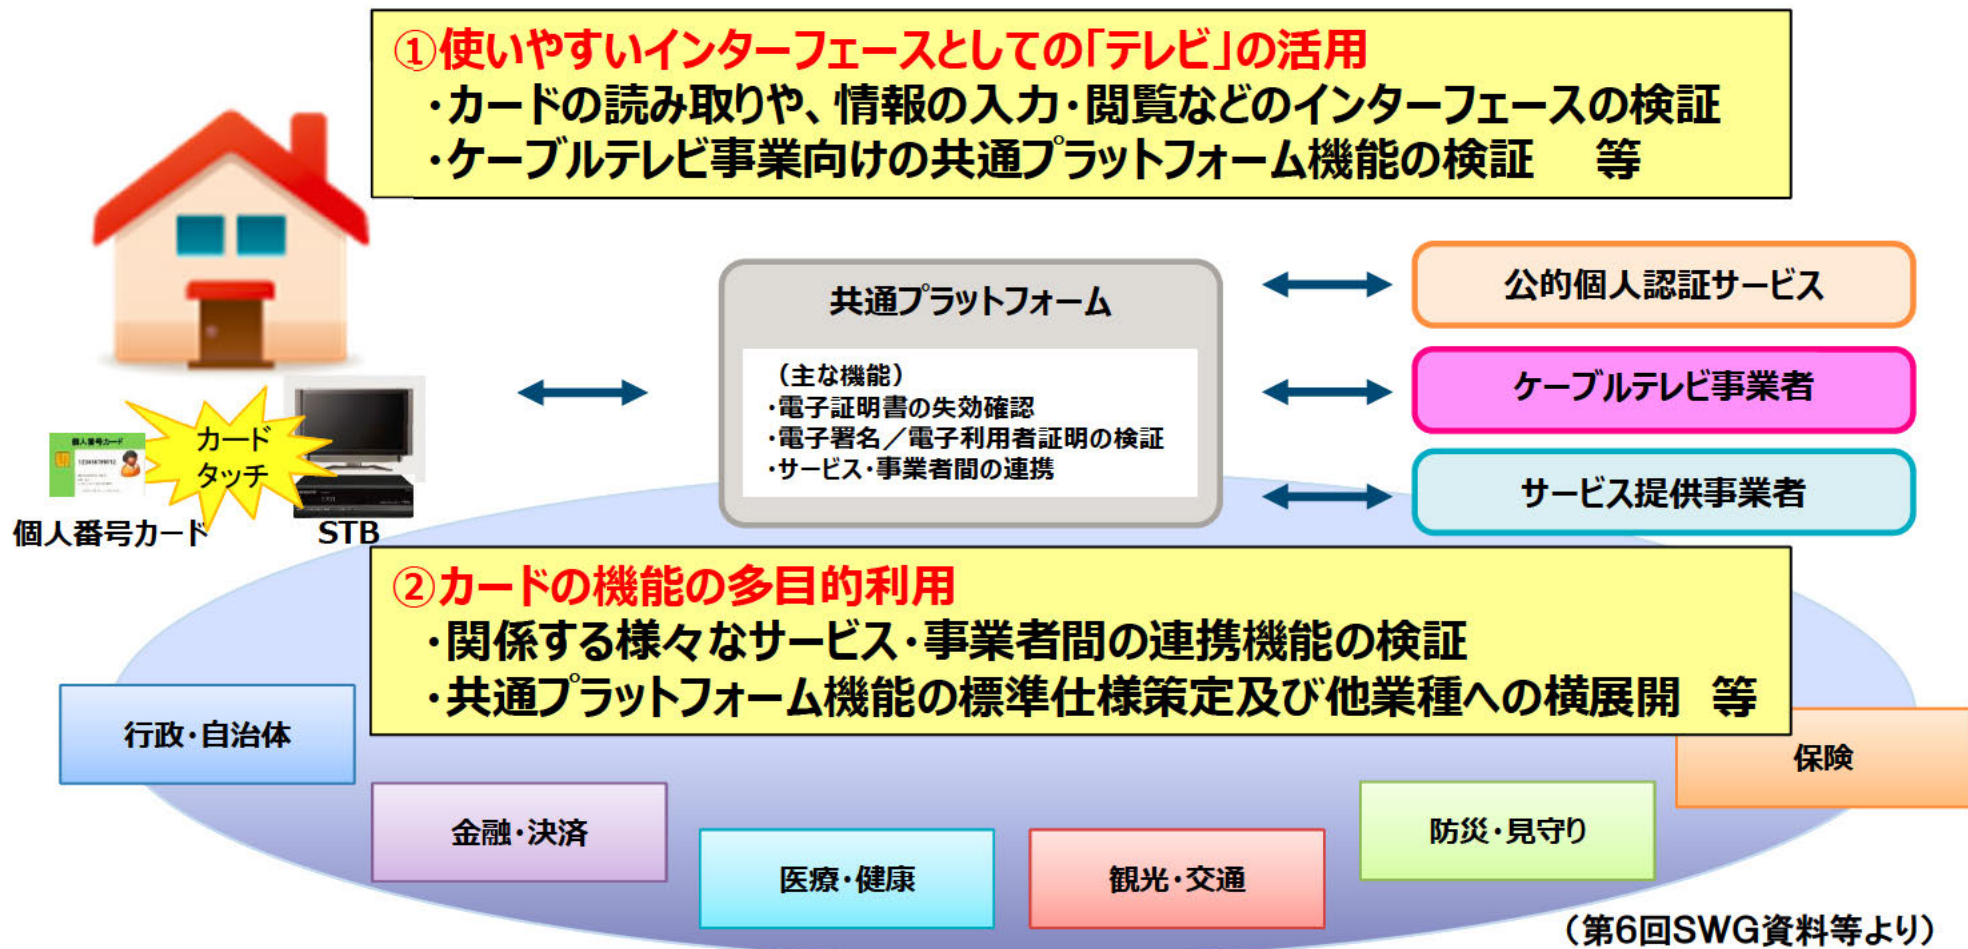 ①使いやすいインターフェースとしての「テレビ」の活用
・カードの読み取りや、情報の入力・閲覧などのインターフェースの検証
・ケーブルテレビ事業向けの共通プラットフォーム機能の検証　等
共通プラットフォーム
（主な機能）
・電子証明書の失効確認
・電子署名／電子利用者証明の検証
・サービス・事業者間の連携
公的個人認証サービス
ケーブルテレビ事業者
サービス提供事業者
カード
タッチ
個人番号カード
個人番号カード
STB
②カードの機能の多目的利用
・関係する様々なサービス・事業者間の連携機能の検証
・共通プラットフォーム機能の標準仕様策定及び他業種への横展開　等
行政・自治体
金融・決済
医療・健康
観光・交通
防災・見守り
保険
（第6回SWG資料等より）